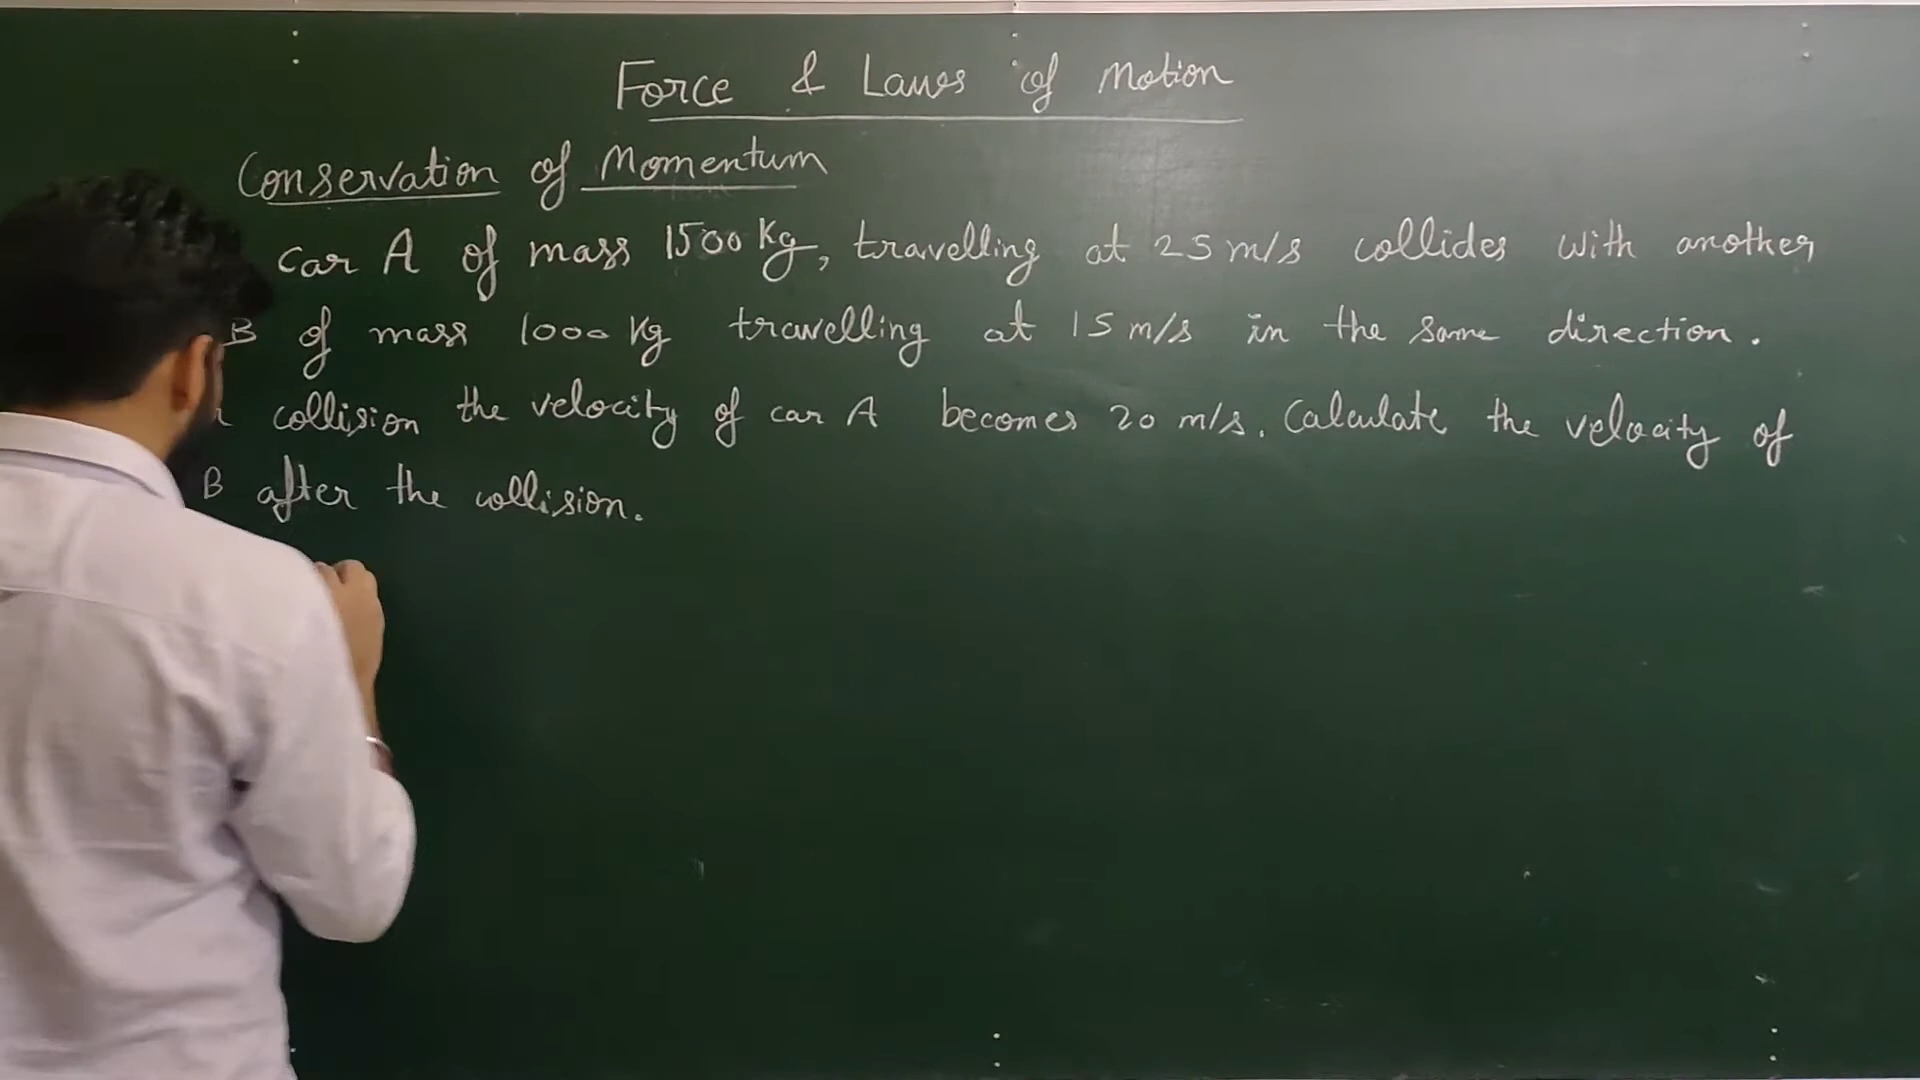 Force & Laws of Motion
Conservation of Momentum
car A of mass 1500 Kg, travelling at 25 m/s collides with another
B of mass 1000 Kg travelling at 15 m/s in the same direction.
collision the velocity of car A becomes 20 m/s. Calculate the velocity of
B after the collision.